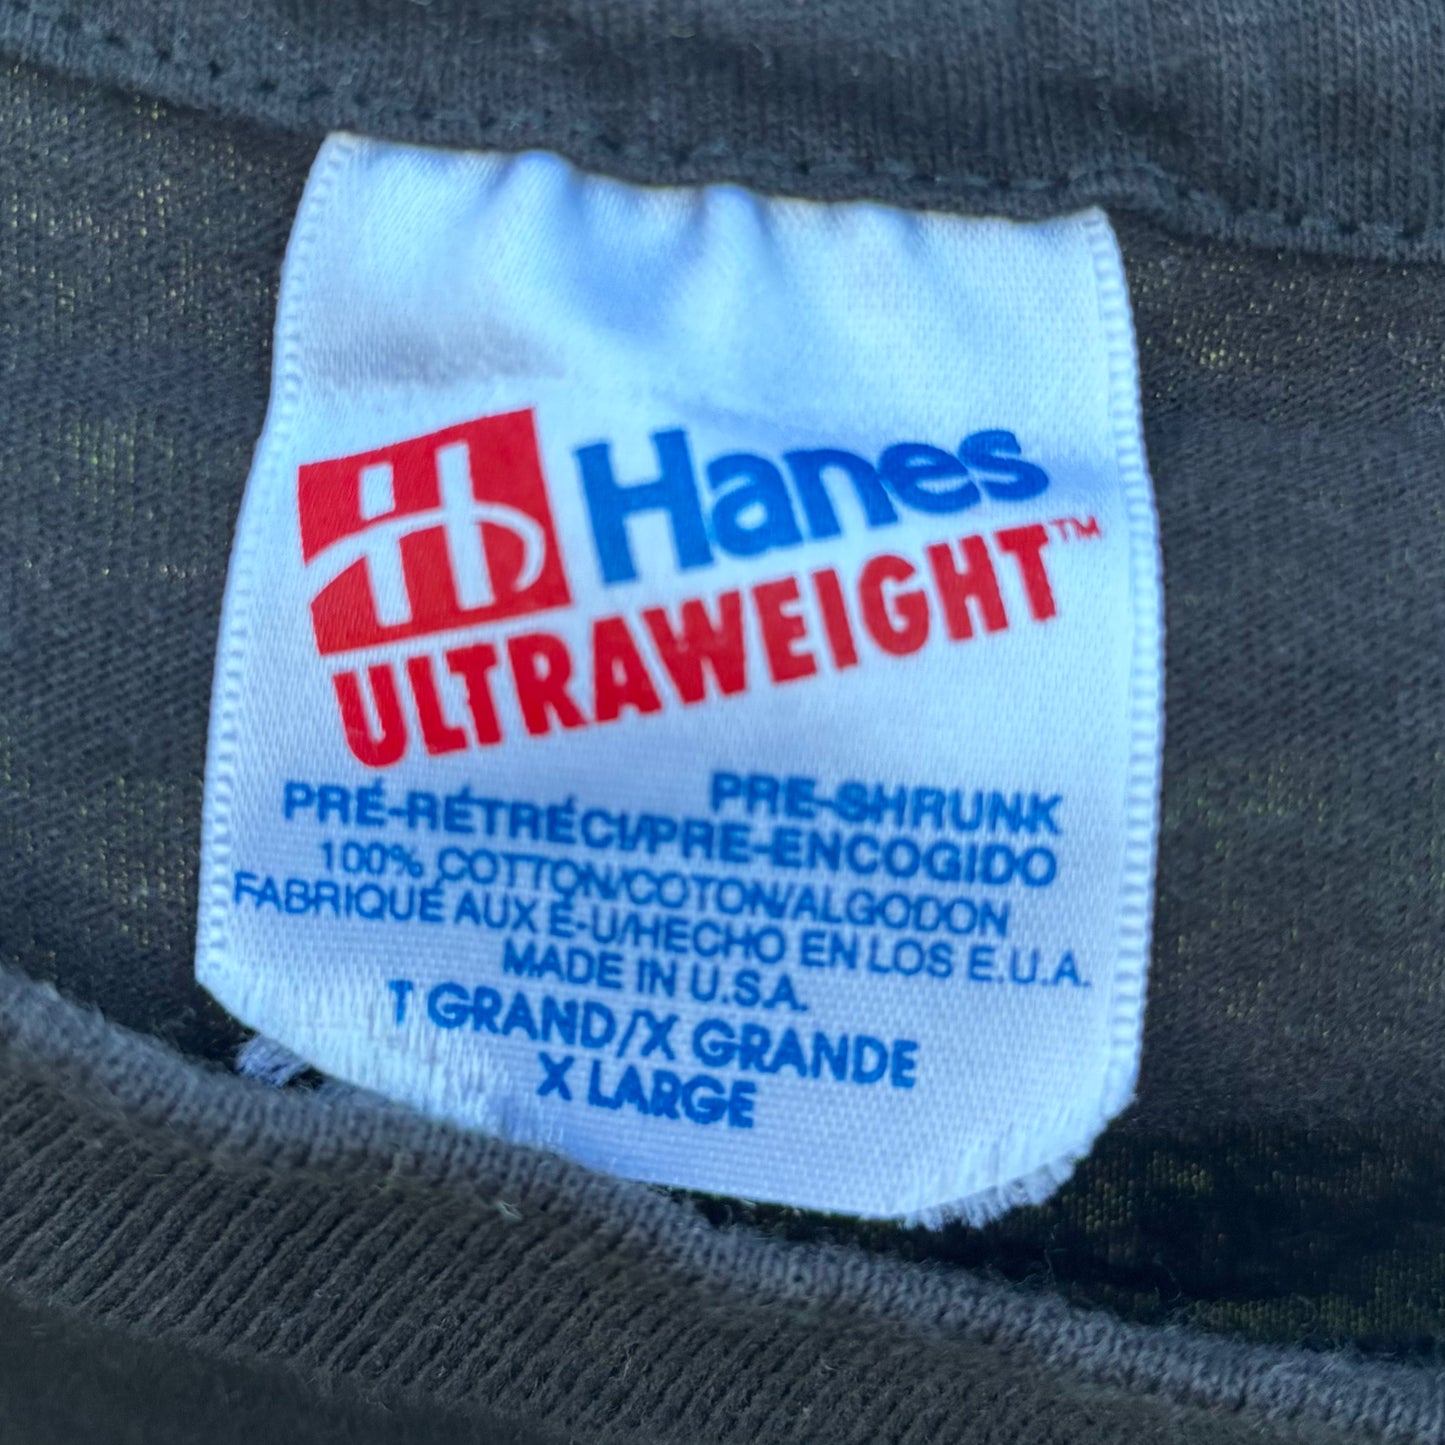 Hanes
ULTRAWEIGHT™
PRE-SHRUNK
PRÉ-RÉTRÉCI/PRE-ENCOGIDO
100% COTTON/COTON/ALGODON
FABRIQUÉ AUX É-U/HECHO EN LOS E.U.A.
MADE IN U.S.A.
T GRAND/X GRANDE
X LARGE